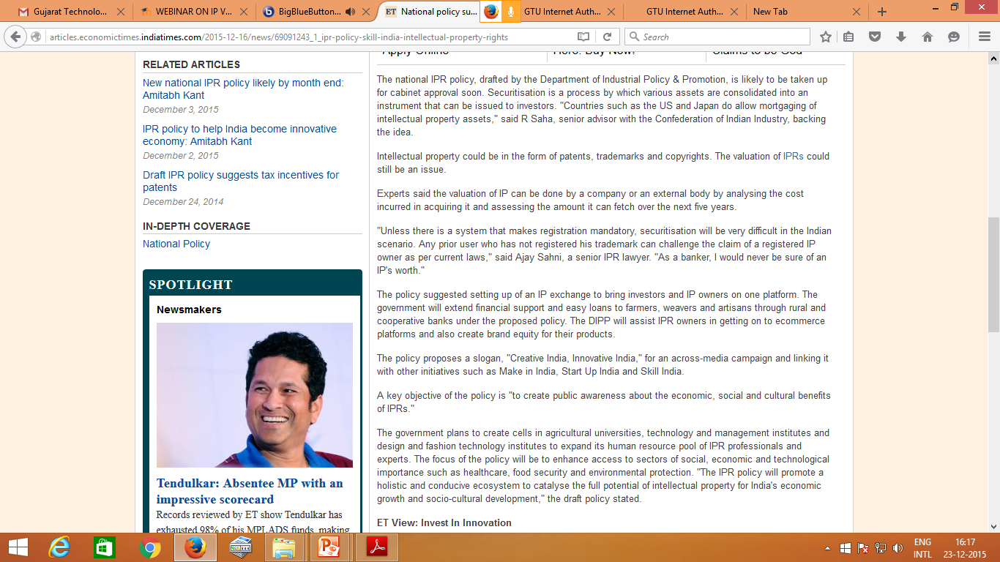 Gujarat Technolo...
WEBINAR ON IP V...
BigBlueButton...
ET National policy su...
GTU Internet Auth...
GTU Internet Auth...
New Tab
articles.economictimes.indiatimes.com/2015-12-16/news/69091243_1_ipr-policy-skill-india-intellectual-property-rights
Search
RELATED ARTICLES
New national IPR policy likely by month end:
Amitabh Kant
December 3, 2015
IPR policy to help India become innovative
economy: Amitabh Kant
December 2, 2015
Draft IPR policy suggests tax incentives for
patents
December 24, 2014
IN-DEPTH COVERAGE
National Policy
SPOTLIGHT
Newsmakers
Tendulkar: Absentee MP with an
impressive scorecard
Records reviewed by ET show Tendulkar has
exhausted 98% of his MPLADS funds, making
Apply Online
Here. Buy Now!
Claims to be God
The national IPR policy, drafted by the Department of Industrial Policy & Promotion, is likely to be taken up
for cabinet approval soon. Securitisation is a process by which various assets are consolidated into an
instrument that can be issued to investors. "Countries such as the US and Japan do allow mortgaging of
intellectual property assets," said R Saha, senior advisor with the Confederation of Indian Industry, backing
the idea.
Intellectual property could be in the form of patents, trademarks and copyrights. The valuation of IPRs could
still be an issue.
Experts said the valuation of IP can be done by a company or an external body by analysing the cost
incurred in acquiring it and assessing the amount it can fetch over the next five years.
"Unless there is a system that makes registration mandatory, securitisation will be very difficult in the Indian
scenario. Any prior user who has not registered his trademark can challenge the claim of a registered IP
owner as per current laws," said Ajay Sahni, a senior IPR lawyer. "As a banker, I would never be sure of an
IP's worth."
The policy suggested setting up of an IP exchange to bring investors and IP owners on one platform. The
government will extend financial support and easy loans to farmers, weavers and artisans through rural and
cooperative banks under the proposed policy. The DIPP will assist IPR owners in getting on to ecommerce
platforms and also create brand equity for their products.
The policy proposes a slogan, "Creative India, Innovative India," for an across-media campaign and linking it
with other initiatives such as Make in India, Start Up India and Skill India.
A key objective of the policy is "to create public awareness about the economic, social and cultural benefits
of IPRs."
The government plans to create cells in agricultural universities, technology and management institutes and
design and fashion technology institutes to expand its human resource pool of IPR professionals and
experts. The focus of the policy will be to enhance access to sectors of social, economic and technological
importance such as healthcare, food security and environmental protection. "The IPR policy will promote a
holistic and conducive ecosystem to catalyse the full potential of intellectual property for India's economic
growth and socio-cultural development," the draft policy stated.
ET View: Invest In Innovation
ENG
INTL
16:17
23-12-2015